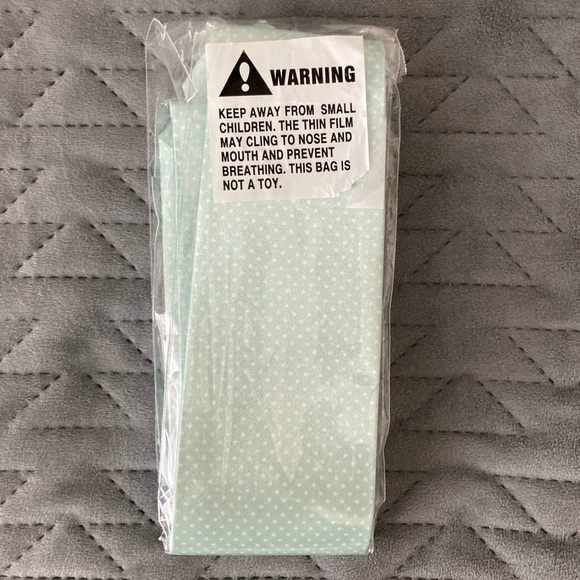 WARNING
KEEP AWAY FROM SMALL
CHILDREN. THE THIN FILM
MAY CLING TO NOSE AND
MOUTH AND PREVENT
BREATHING. THIS BAG IS
NOT A TOY.